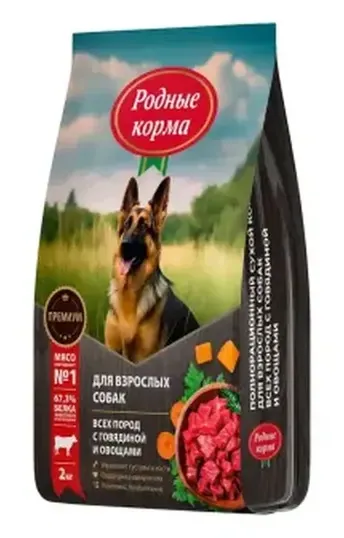 Родные
корма
ПРЕМИУМ
МЯСО
№1
67,3%
БЕЛКА
ДЛЯ ВЗРОСЛЫХ
СОБАК
ВСЕХ ПОРОД
С ГОВЯДИНОЙ
И ОВОЩАМИ
2кг
ПОЛНОРАЦИОННЫЙ СУХОЙ КО
ДЛЯ ВЗРОСЛЫХ СОБАК
ВСЕХ ПОРОД С ГОВЯДИНОЙ
И ОВОЩАМИ
Родные
корма